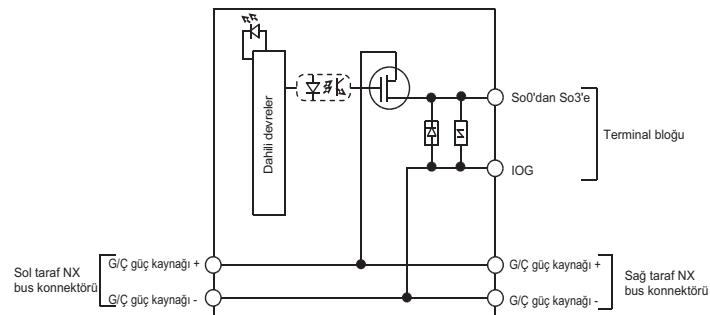 Dahili devreler
So0'dan So3'e
Terminal bloğu
IOG
Sol taraf NX
bus konnektörü
G/Ç güç kaynağı +
G/Ç güç kaynağı -
G/Ç güç kaynağı +
G/Ç güç kaynağı -
Sağ taraf NX
bus konnektörü